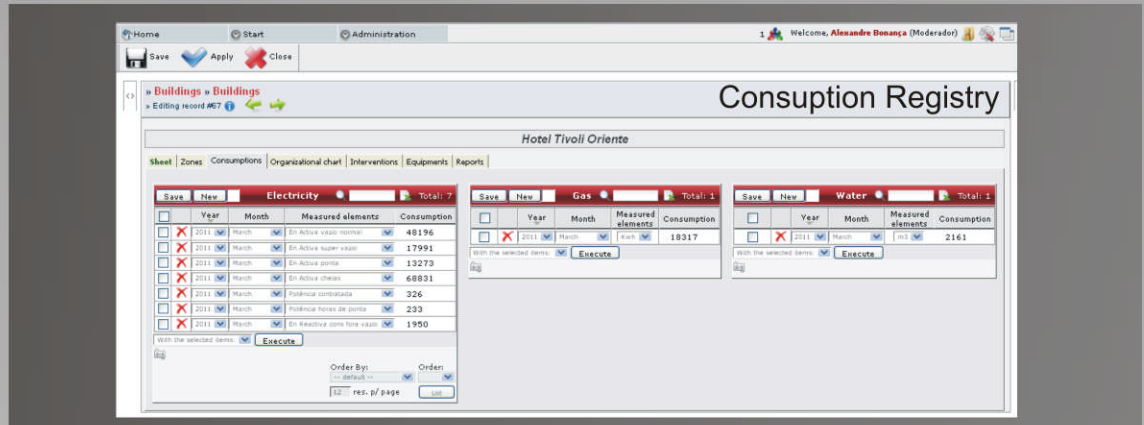 Home Start Administration 1 Welcome, Alexandre Bonança (Moderador)
Save Apply Close
» Buildings » Buildings
» Editing record #67
Consuption Registry
Hotel Tivoli Oriente
Sheet Zones Consumptions Organizational chart Interventions Equipments Reports
Save New Electricity Total: 7
Year Month Measured elements Consumption
2011 March En Activa vazio normal 48196
2011 March En Activa super vazio 17991
2011 March En Activa ponta 13273
2011 March En Activa cheias 68831
2011 March Potência contratada 326
2011 March Potência horas de ponta 233
2011 March En Reactiva cons fora vazio 1950
With the selected items: Execute
Order By: Order:
-- default --
12 res. p/ page List
Save New Gas Total: 1
Year Month Measured elements Consumption
2011 March Kwh 18317
With the selected items: Execute
Save New Water Total: 1
Year Month Measured elements Consumption
2011 March m3 2161
With the selected items: Execute